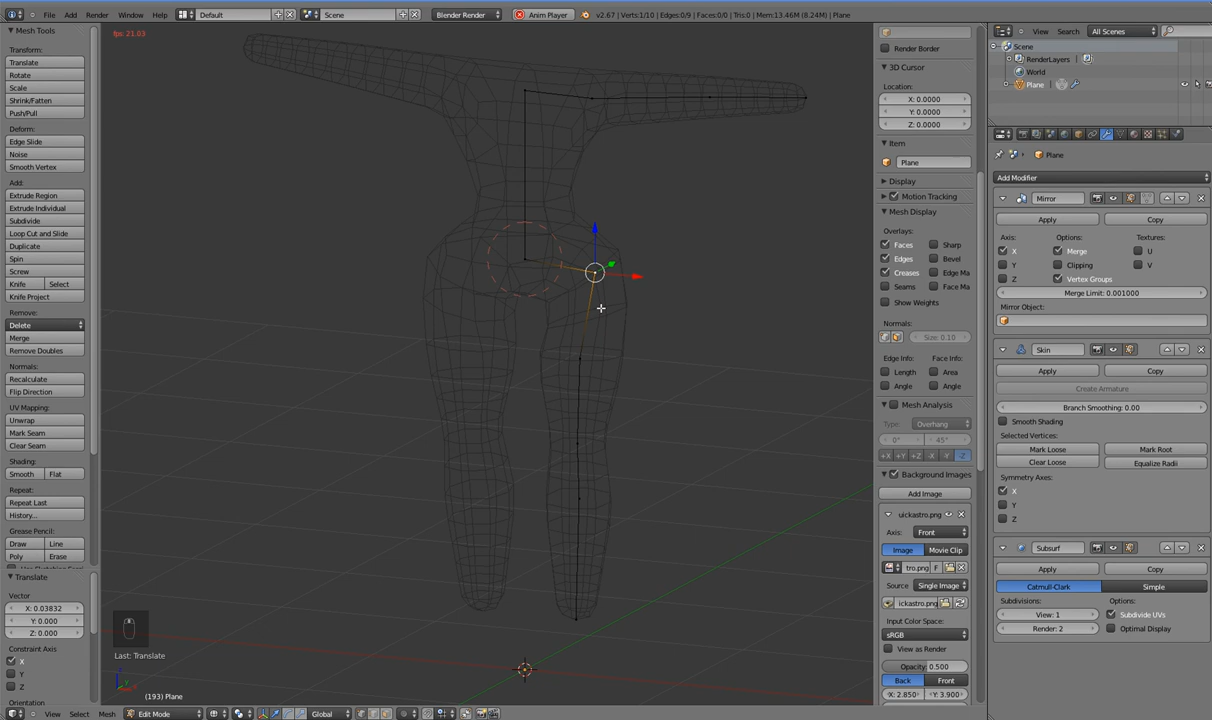 File Add Render Window Help Default Scene Blender Render Anim Player v2.67 | Verts:1/10 | Edges:0/9 | Faces:0/0 | Tris:0 | Mem:13.46M (8.24M) | Plane
Mesh Tools
Transform:
Translate
Rotate
Scale
Shrink/Fatten
Push/Pull
Deform:
Edge Slide
Noise
Smooth Vertex
Add:
Extrude Region
Extrude Individual
Subdivide
Loop Cut and Slide
Duplicate
Spin
Screw
Knife Select
Knife Project
Remove:
Delete
Merge
Remove Doubles
Normals:
Recalculate
Flip Direction
UV Mapping:
Unwrap
Mark Seam
Clear Seam
Shading:
Smooth Flat
Repeat:
Repeat Last
History...
Grease Pencil:
Draw Line
Poly Erase
Translate
Vector
X: 0.03832
Y: 0.000
Z: 0.000
Constraint Axis
X
Y
Z
Orientation
fps: 21.03
Last: Translate
(193) Plane
View Select Mesh Edit Mode Global
Render Border
3D Cursor
Location:
X: 0.0000
Y: 0.0000
Z: 0.0000
Item
Plane
Display
Motion Tracking
Mesh Display
Overlays:
Faces Sharp
Edges Bevel
Creases Edge Ma
Seams Face Ma
Show Weights
Normals:
Size: 0.10
Edge Info: Face Info:
Length Area
Angle Angle
Mesh Analysis
Type: Overhang
0° 45°
+X +Y +Z -X -Y -Z
Background Images
Add Image
uickastro.png
Axis: Front
Image Movie Clip
tro.png F
Source: Single Image
ickastro.png
Input Color Space:
sRGB
View as Render
Opacity: 0.500
Back Front
X: 2.850 Y: 3.900
View Search All Scenes
Scene
RenderLayers
World
Plane
Plane
Add Modifier
Mirror
Apply Copy
Axis: Options: Textures:
X Merge U
Y Clipping V
Z Vertex Groups
Merge Limit: 0.001000
Mirror Object:
Skin
Apply Copy
Create Armature
Branch Smoothing: 0.00
Smooth Shading
Selected Vertices:
Mark Loose Mark Root
Clear Loose Equalize Radii
Symmetry Axes:
X
Y
Z
Subsurf
Apply Copy
Catmull-Clark Simple
Subdivisions: Options:
View: 1 Subdivide UVs
Render: 2 Optimal Display